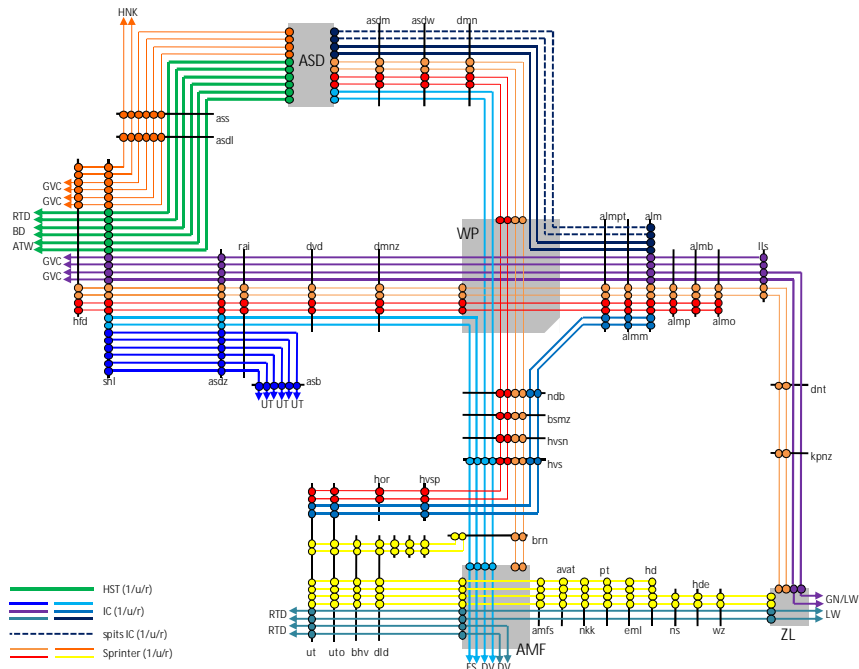 HNK
asdm
asdw
dmn
ASD
ass
asdl
GVC
GVC
RTD
BD
ATW
GVC
GVC
rai
dvd
dmnz
WP
almpt
alm
almb
lls
hfd
almp
almo
almm
shl
asdz
asb
UT
UT
UT
dnt
ndb
bsmz
hvsn
hvs
kpnz
hor
hvsp
brn
avat
pt
hd
hde
HST (1/u/r)
IC (1/u/r)
spits IC (1/u/r)
Sprinter (1/u/r)
RTD
RTD
ut
uto
bhv
dld
AMF
amfs
nkk
eml
ns
wz
ZL
GN/LW
LW
ES
DV
DV